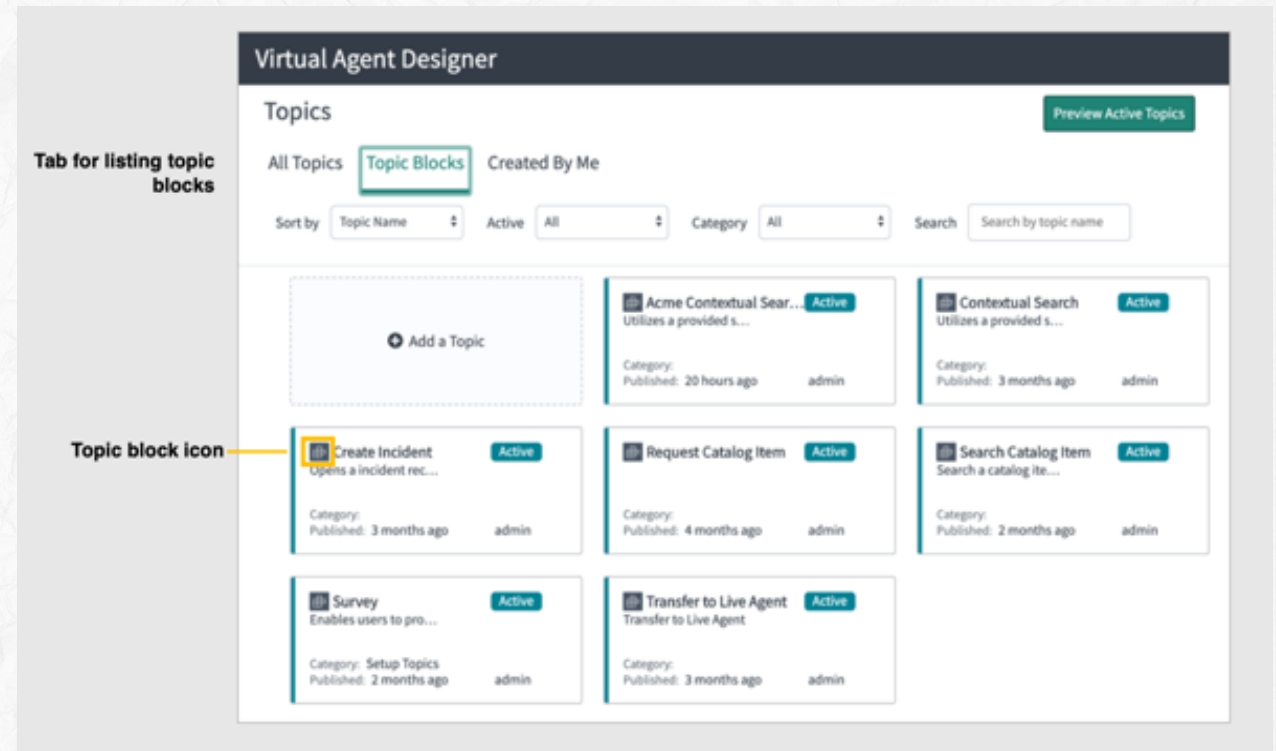 Virtual Agent Designer
Topics
Preview Active Topics
Tab for listing topic
blocks
All Topics Topic Blocks Created By Me
Sort by Topic Name Active All Category All Search Search by topic name
Add a Topic
Acme Contextual Sear... Active
Utilizes a provided s...
Category:
Published: 20 hours ago admin
Contextual Search Active
Utilizes a provided s...
Category:
Published: 3 months ago admin
Topic block icon
Create Incident Active
Opens a incident rec...
Category:
Published: 3 months ago admin
Request Catalog Item Active
Category:
Published: 4 months ago admin
Search Catalog Item Active
Search a catalog ite...
Category:
Published: 2 months ago admin
Survey Active
Enables users to pro...
Category: Setup Topics
Published: 2 months ago admin
Transfer to Live Agent Active
Transfer to Live Agent
Category:
Published: 3 months ago admin